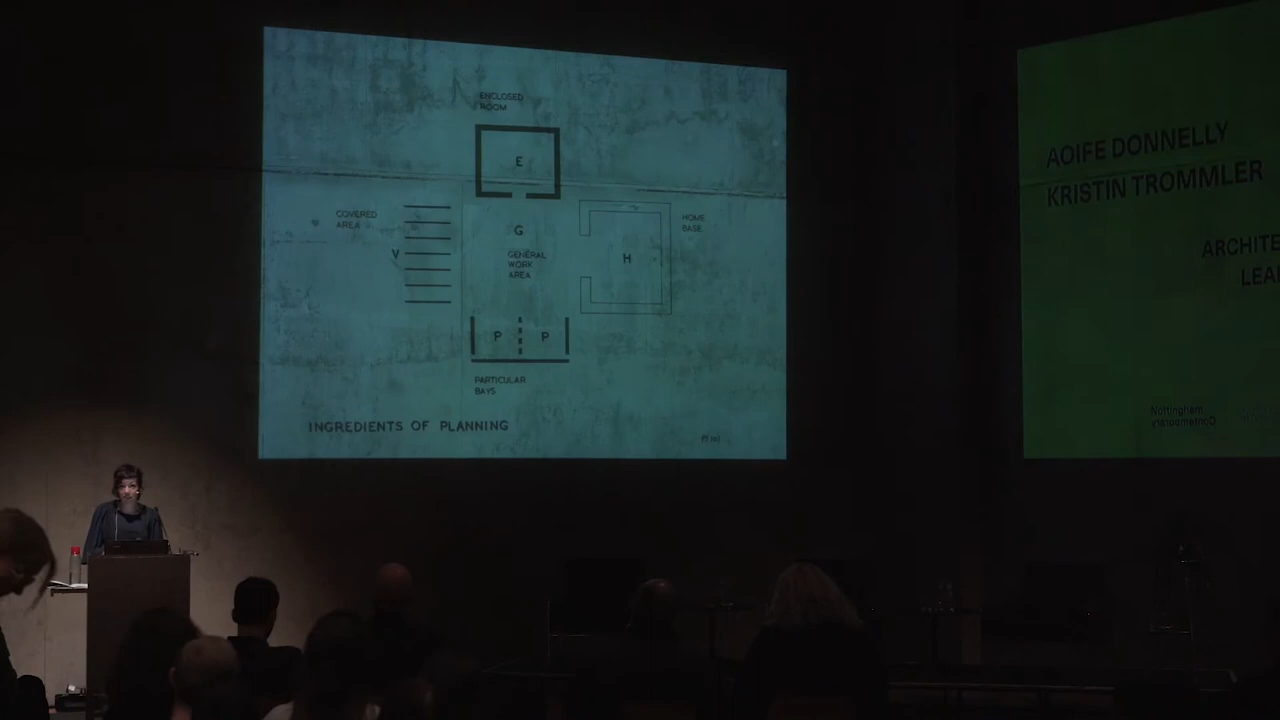 ENCLOSED
ROOM
E
COVERED
AREA
V
G
GENERAL
WORK
AREA
HOME
BASE
H
P P
PARTICULAR
BAYS
INGREDIENTS OF PLANNING
AOIFE DONNELLY
KRISTIN TROMMLER
ARCHITE
LEA
Nottingham
Contemporary